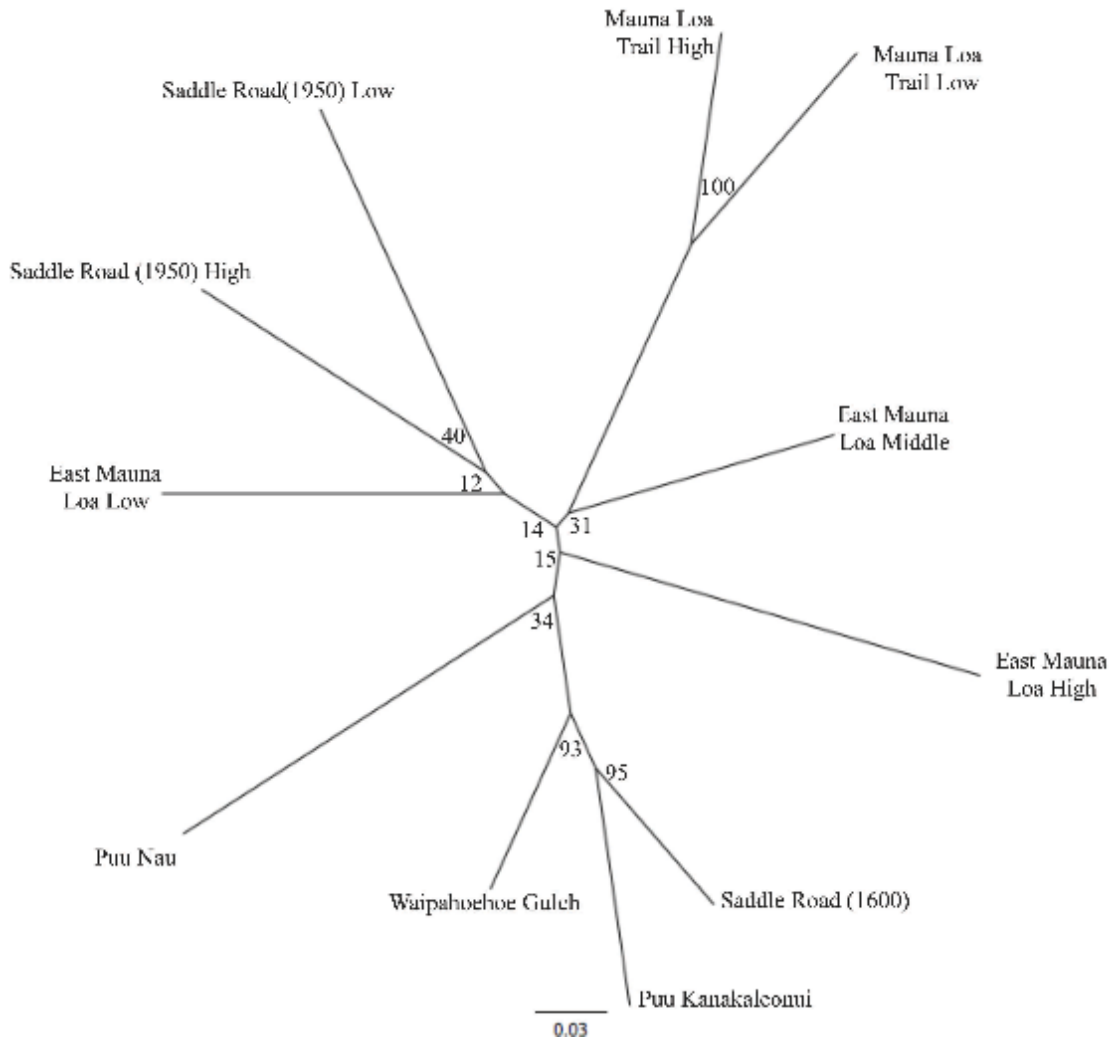 Mauna Loa
Trail High
Mauna Loa
Trail Low
Saddle Road(1950) Low
100
Saddle Road (1950) High
East Mauna
Loa Middle
40
East Mauna
Loa Low
12
14
31
15
34
East Mauna
Loa High
93
95
Puu Nau
Waipahoehoe Gulch
Saddle Road (1600)
Puu Kanakaleonui
0.03